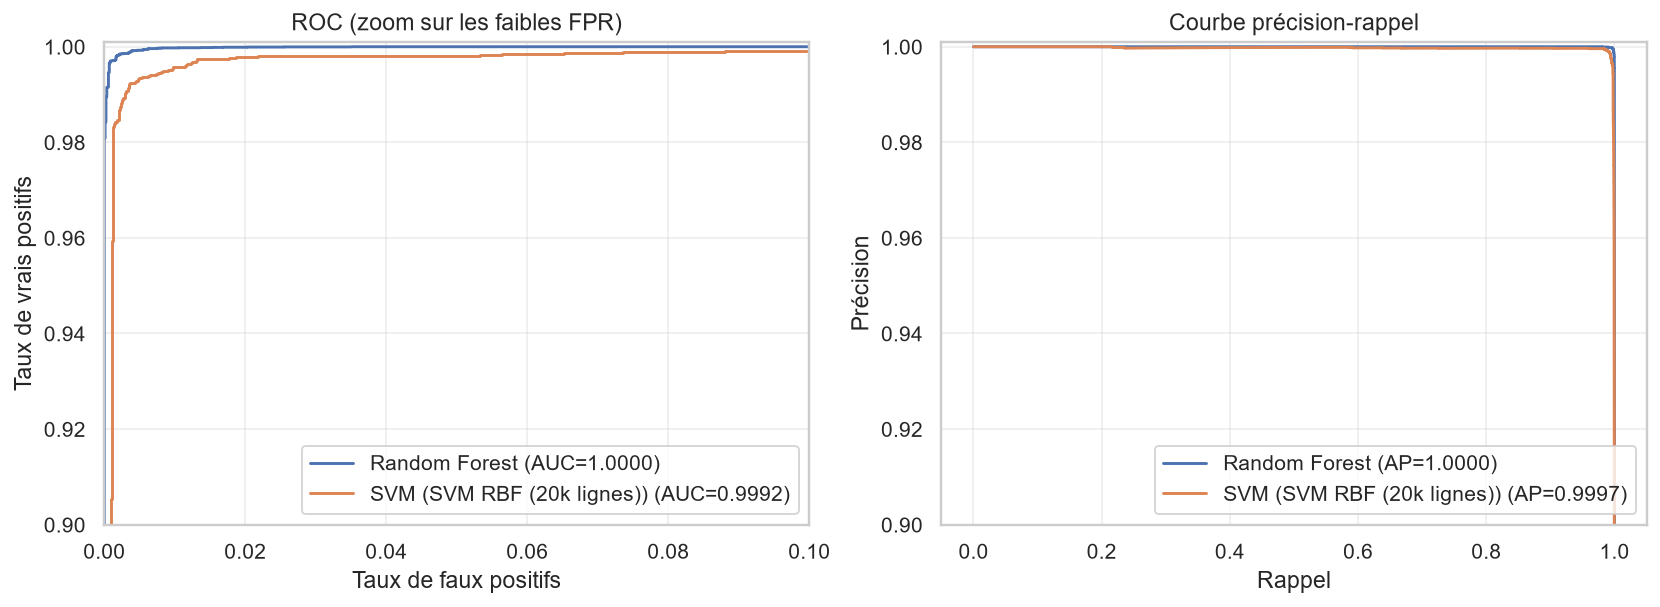 ROC (zoom sur les faibles FPR)
1.00
0.98
0.96
0.94
0.92
0.90
Taux de vrais positifs
Random Forest (AUC=1.0000)
SVM (SVM RBF (20k lignes)) (AUC=0.9992)
0.00 0.02 0.04 0.06 0.08 0.10
Taux de faux positifs
Courbe précision-rappel
1.00
0.98
0.96
0.94
0.92
0.90
Précision
Random Forest (AP=1.0000)
SVM (SVM RBF (20k lignes)) (AP=0.9997)
0.0 0.2 0.4 0.6 0.8 1.0
Rappel